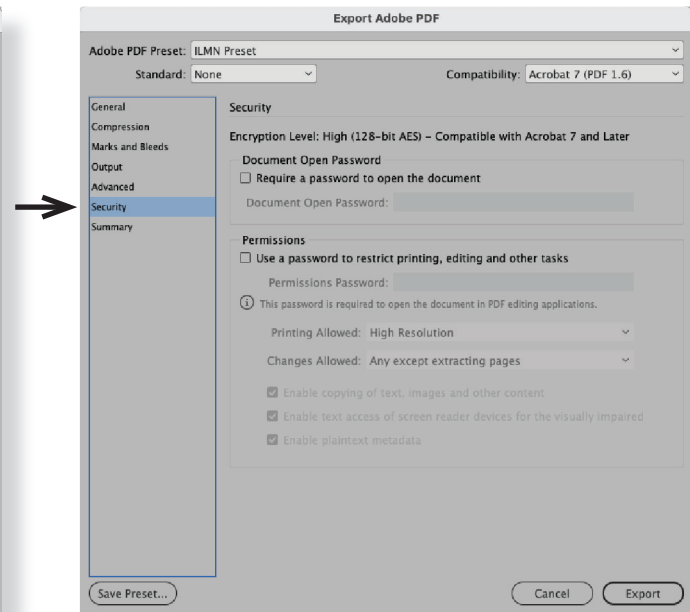 Export Adobe PDF
Adobe PDF Preset: ILMN Preset
Standard: None Compatibility: Acrobat 7 (PDF 1.6)
General
Compression
Marks and Bleeds
Output
Advanced
Security
Summary
Security
Encryption Level: High (128-bit AES) – Compatible with Acrobat 7 and Later
Document Open Password
Require a password to open the document
Document Open Password:
Permissions
Use a password to restrict printing, editing and other tasks
Permissions Password:
This password is required to open the document in PDF editing applications.
Printing Allowed: High Resolution
Changes Allowed: Any except extracting pages
Enable copying of text, images and other content
Enable text access of screen reader devices for the visually impaired
Enable plaintext metadata
Save Preset... Cancel Export